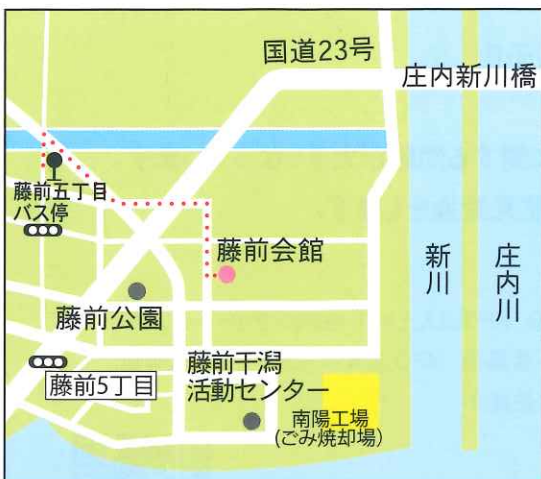 国道23号
庄内新川橋
藤前五丁目
バス停
藤前会館
新川
庄内川
藤前公園
藤前5丁目
藤前干潟
活動センター
南陽工場
(ごみ焼却場)